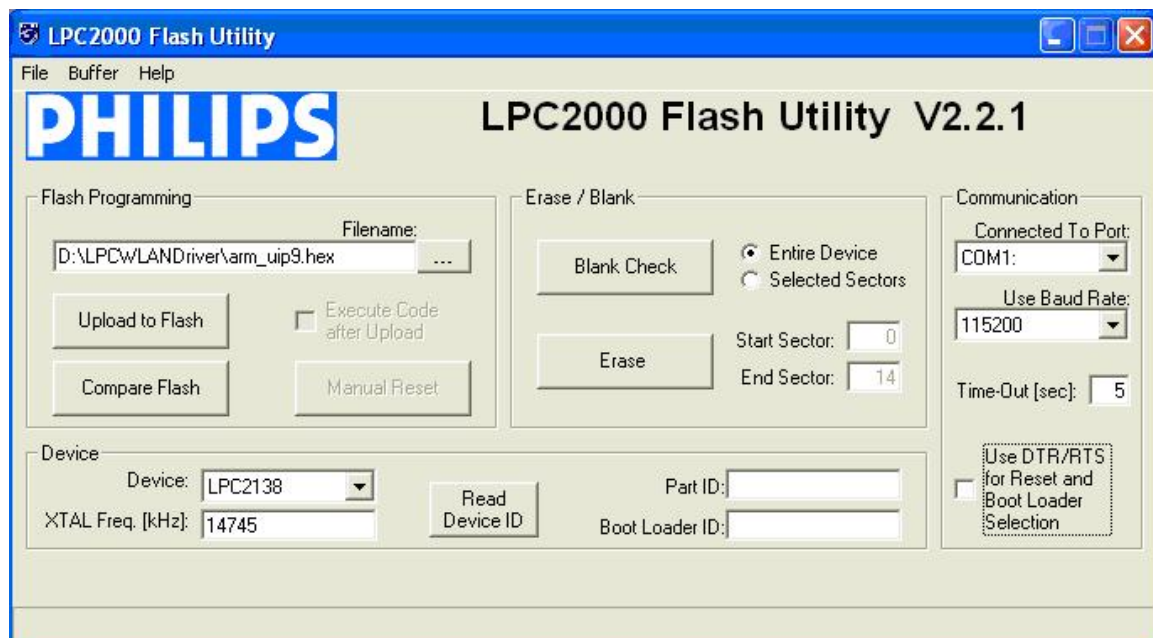 LPC2000 Flash Utility
File Buffer Help
PHILIPS
LPC2000 Flash Utility V2.2.1
Flash Programming
Filename:
D:\LPCWLANDriver\arm_uip9.hex
...
Upload to Flash
Execute Code
after Upload
Compare Flash
Manual Reset
Erase / Blank
Blank Check
Entire Device
Selected Sectors
Erase
Start Sector: 0
End Sector: 14
Communication
Connected To Port:
COM1:
Use Baud Rate:
115200
Time-Out [sec]: 5
Use DTR/RTS
for Reset and
Boot Loader
Selection
Device
Device: LPC2138
XTAL Freq. [kHz]: 14745
Read
Device ID
Part ID:
Boot Loader ID: